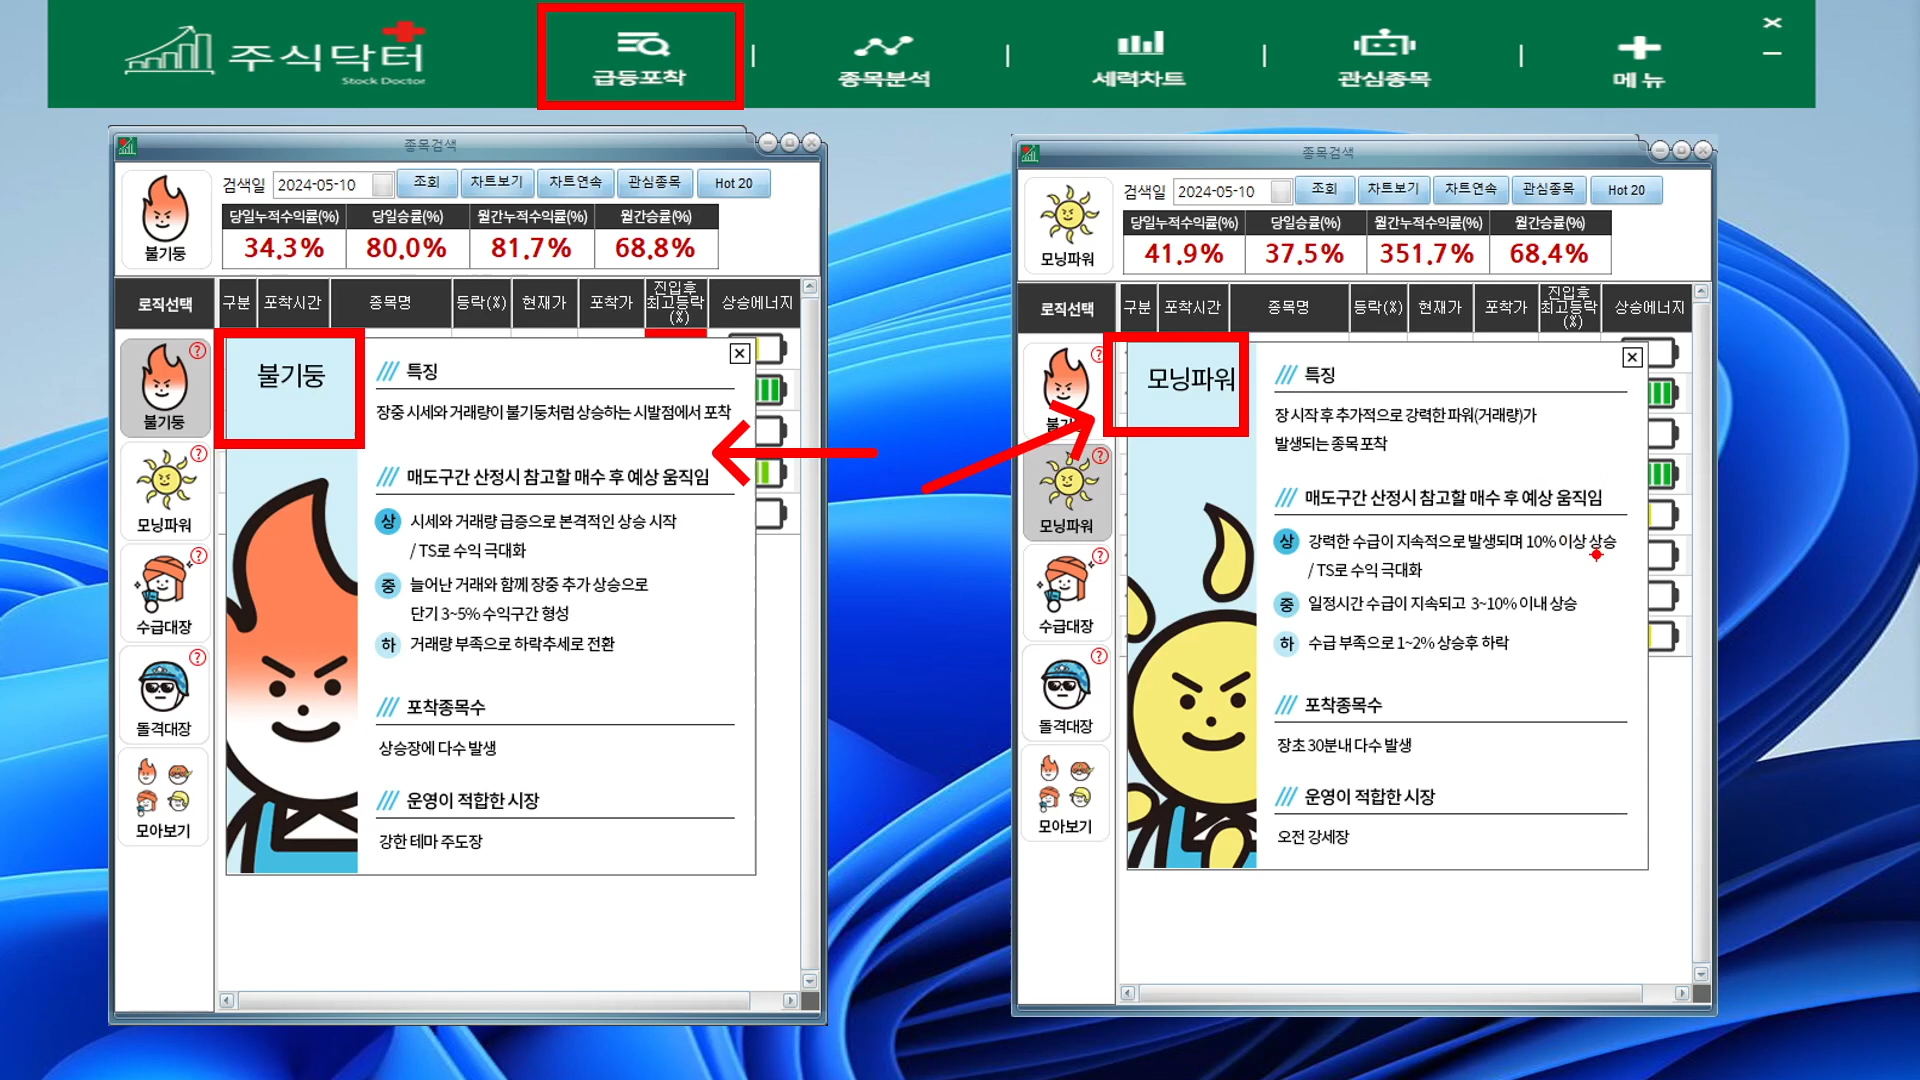 주식닥터
Stock Doctor
급등포착
종목분석
세력차트
관심종목
메뉴
종목검색
불기둥
검색일
2024-05-10
조회
차트보기
차트연속
관심종목
Hot 20
당일누적수익률(%) 당일승률(%) 월간누적수익률(%) 월간승률(%)
34.3% 80.0% 81.7% 68.8%
로직선택
구분 포착시간 종목명 등락(%) 현재가 포착가 진입후 최고등락 (%) 상승에너지
불기둥
모닝파워
수급대장
돌격대장
모아보기
불기둥
특징
장중 시세와 거래량이 불기둥처럼 상승하는 시발점에서 포착
매도구간 산정시 참고할 매수 후 예상 움직임
상 시세와 거래량 급증으로 본격적인 상승 시작
/ TS로 수익 극대화
중 늘어난 거래와 함께 장중 추가 상승으로
단기 3~5% 수익구간 형성
하 거래량 부족으로 하락추세로 전환
포착종목수
상승장에 다수 발생
운영이 적합한 시장
강한 테마 주도장
종목검색
모닝파워
검색일
2024-05-10
조회
차트보기
차트연속
관심종목
Hot 20
당일누적수익률(%) 당일승률(%) 월간누적수익률(%) 월간승률(%)
41.9% 37.5% 351.7% 68.4%
로직선택
구분 포착시간 종목명 등락(%) 현재가 포착가 진입후 최고등락 (%) 상승에너지
모닝파워
수급대장
돌격대장
모아보기
모닝파워
특징
장 시작 후 추가적으로 강력한 파워(거래량)가
발생되는 종목 포착
매도구간 산정시 참고할 매수 후 예상 움직임
상 강력한 수급이 지속적으로 발생되며 10% 이상 상승
/ TS로 수익 극대화
중 일정시간 수급이 지속되고 3~10% 이내 상승
하 수급 부족으로 1~2% 상승후 하락
포착종목수
장초 30분내 다수 발생
운영이 적합한 시장
오전 강세장